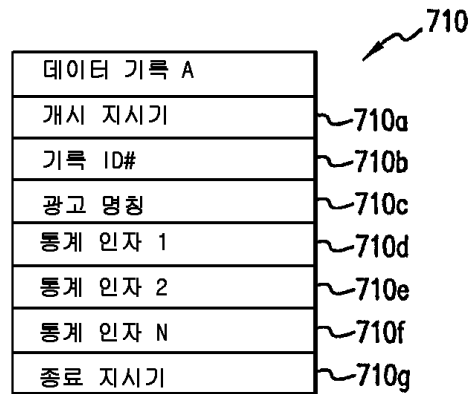 710
데이터 기록 A
개시 지시기 710a
기록 ID# 710b
광고 명칭 710c
통계 인자 1 710d
통계 인자 2 710e
통계 인자 N 710f
종료 지시기 710g